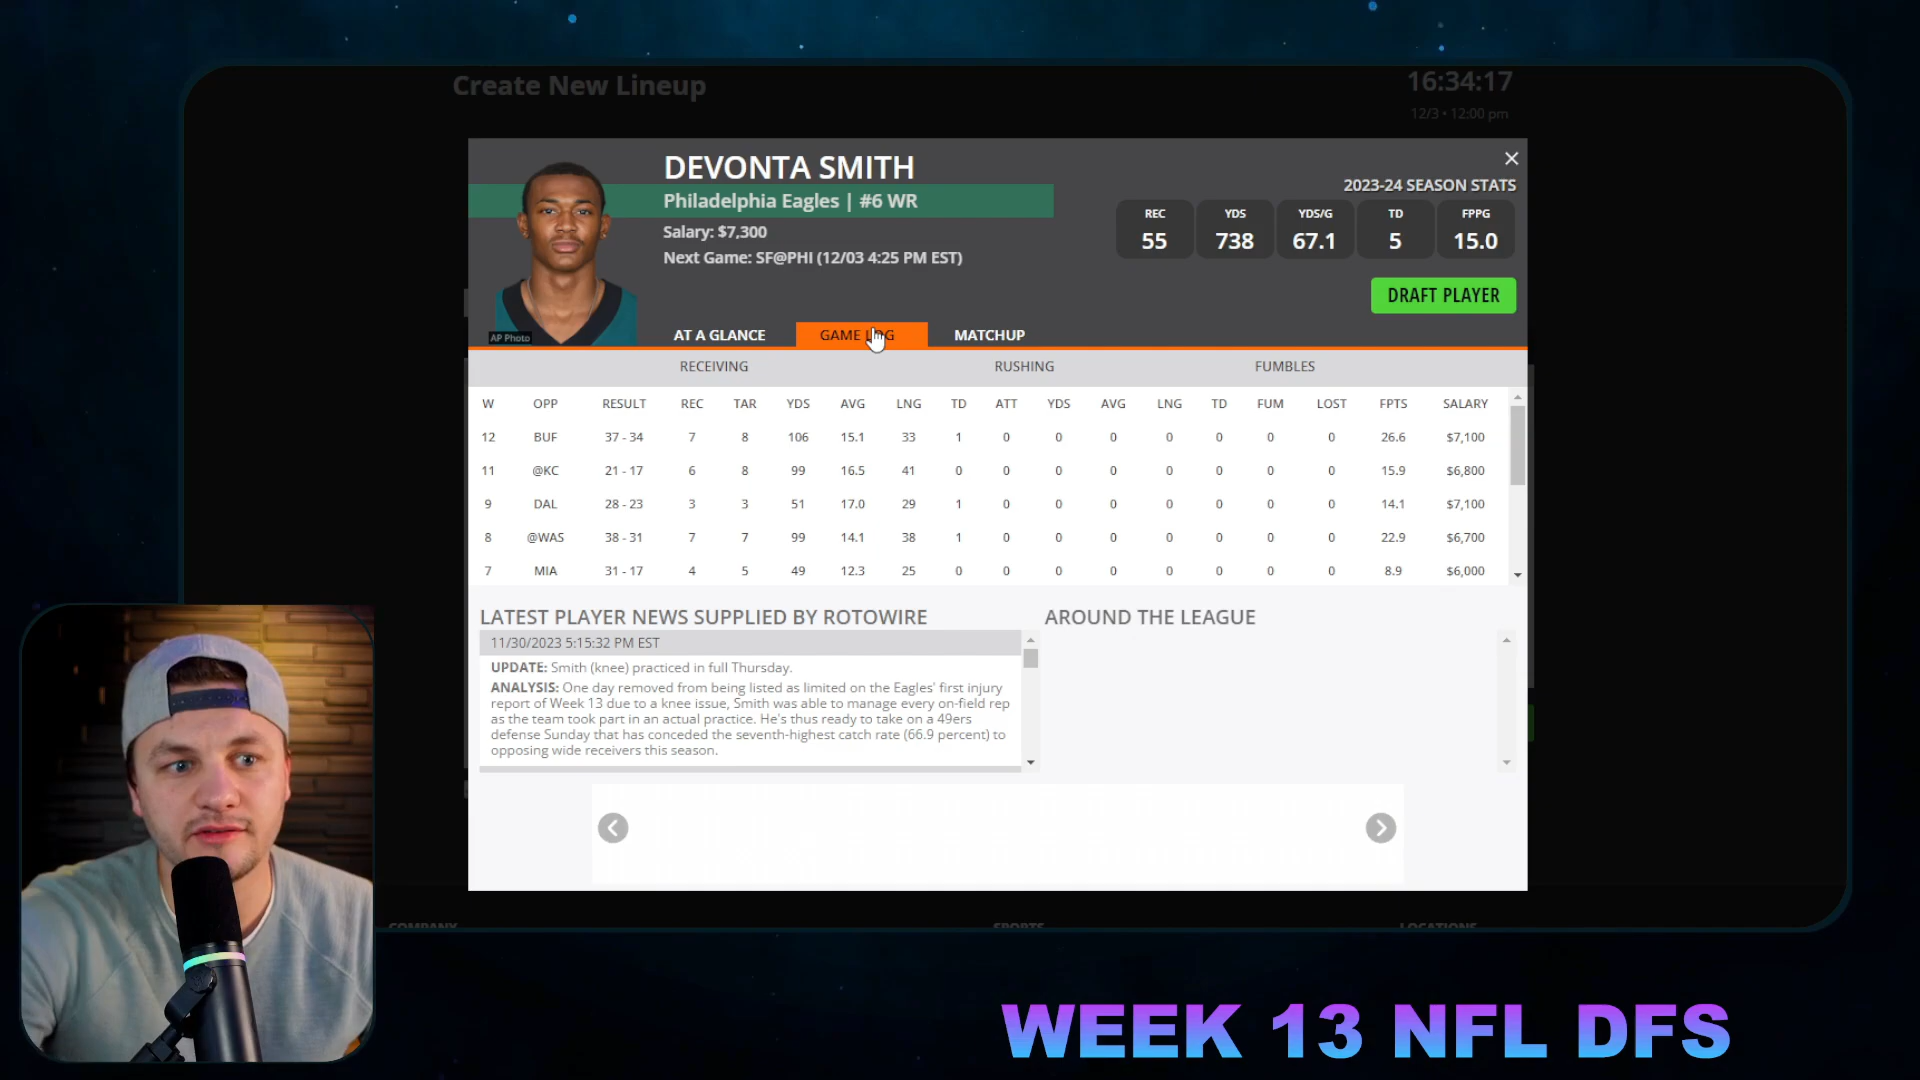 Create New Lineup
16:34:17
12/3 • 12:00 pm
DEVONTA SMITH
Philadelphia Eagles | #6 WR
Salary: $7,300
Next Game: SF@PHI (12/03 4:25 PM EST)
2023-24 SEASON STATS
REC YDS YDS/G TD FPPG
55 738 67.1 5 15.0
DRAFT PLAYER
AP Photo
AT A GLANCE GAME LOG MATCHUP
RECEIVING RUSHING FUMBLES
W OPP RESULT REC TAR YDS AVG LNG TD ATT YDS AVG LNG TD FUM LOST FPTS SALARY
12 BUF 37 - 34 7 8 106 15.1 33 1 0 0 0 0 0 0 0 26.6 $7,100
11 @KC 21 - 17 6 8 99 16.5 41 0 0 0 0 0 0 0 0 15.9 $6,800
9 DAL 28 - 23 3 3 51 17.0 29 1 0 0 0 0 0 0 0 14.1 $7,100
8 @WAS 38 - 31 7 7 99 14.1 38 1 0 0 0 0 0 0 0 22.9 $6,700
7 MIA 31 - 17 4 5 49 12.3 25 0 0 0 0 0 0 0 0 8.9 $6,000
LATEST PLAYER NEWS SUPPLIED BY ROTOWIRE
11/30/2023 5:15:32 PM EST
UPDATE: Smith (knee) practiced in full Thursday.
ANALYSIS: One day removed from being listed as limited on the Eagles' first injury
report of Week 13 due to a knee issue, Smith was able to manage every on-field rep
as the team took part in an actual practice. He's thus ready to take on a 49ers
defense Sunday that has conceded the seventh-highest catch rate (66.9 percent) to
opposing wide receivers this season.
AROUND THE LEAGUE
COMPANY SPORTS LOCATIONS
WEEK 13 NFL DFS